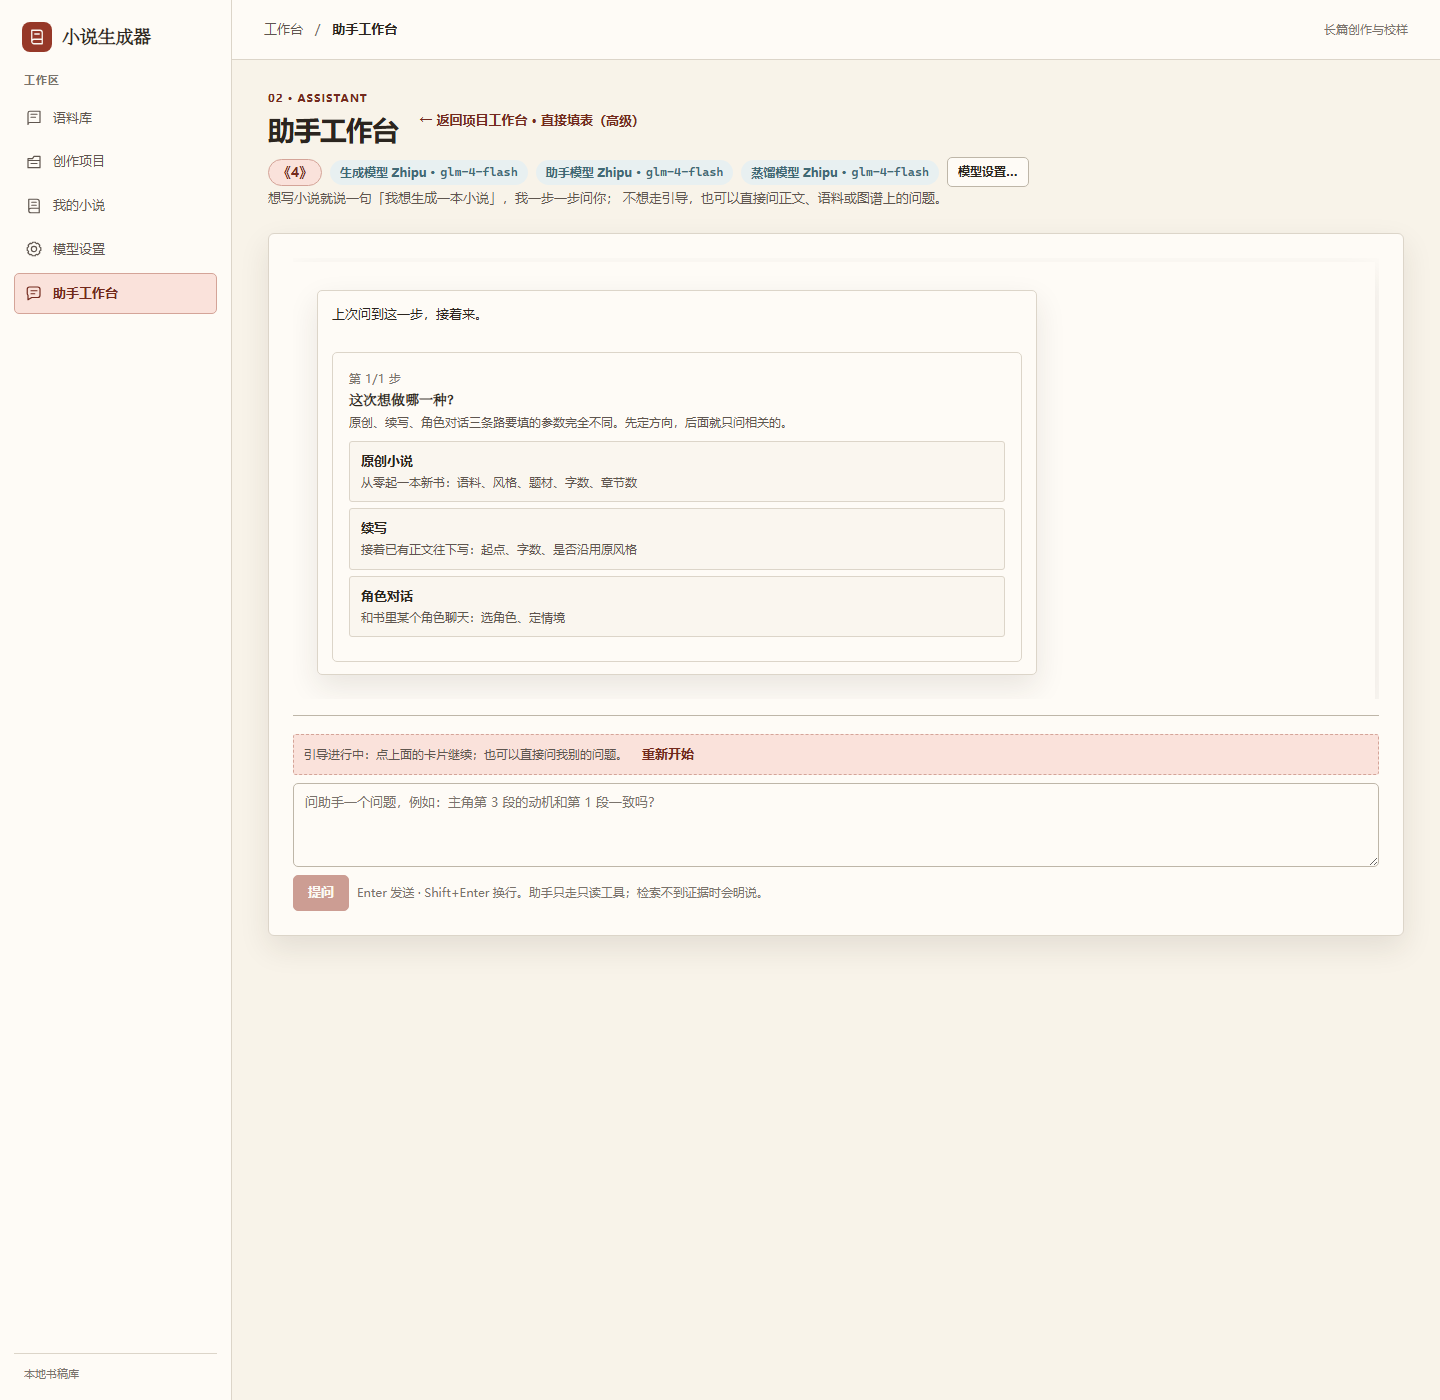 小说生成器
工作区
语料库
创作项目
我的小说
模型设置
助手工作台
本地书稿库
工作台 / 助手工作台
长篇创作与校样
02 • ASSISTANT
助手工作台
← 返回项目工作台 • 直接填表（高级）
《4》 生成模型 Zhipu • glm-4-flash 助手模型 Zhipu • glm-4-flash 蒸馏模型 Zhipu • glm-4-flash 模型设置...
想写小说就说一句「我想生成一本小说」，我一步一步问你； 不想走引导，也可以直接问正文、语料或图谱上的问题。
上次问到这一步，接着来。
第 1/1 步
这次想做哪一种？
原创、续写、角色对话三条路要填的参数完全不同。先定方向，后面就只问相关的。
原创小说
从零起一本新书：语料、风格、题材、字数、章节数
续写
接着已有正文往下写：起点、字数、是否沿用原风格
角色对话
和书里某个角色聊天：选角色、定情境
引导进行中：点上面的卡片继续；也可以直接问我别的问题。 重新开始
问助手一个问题，例如：主角第 3 段的动机和第 1 段一致吗？
提问 Enter 发送 · Shift+Enter 换行。助手只走只读工具；检索不到证据时会明说。